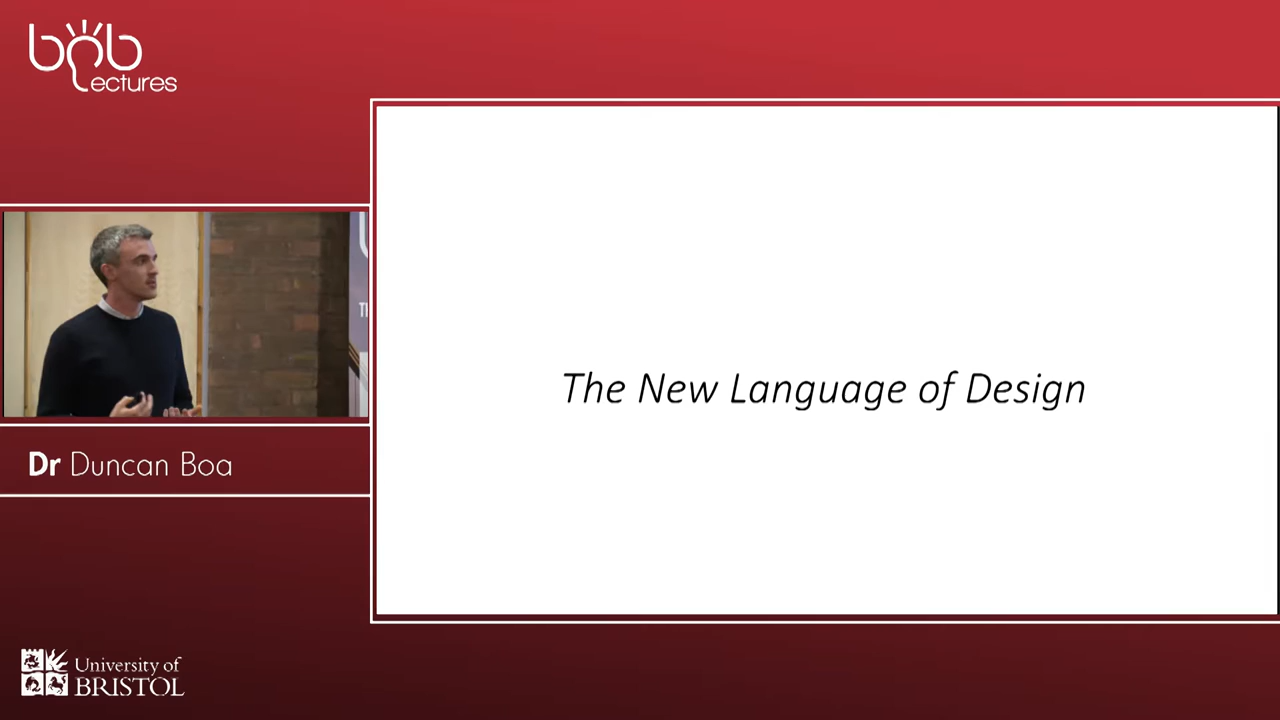 bob
Lectures
The New Language of Design
Dr Duncan Boa
University of
BRISTOL